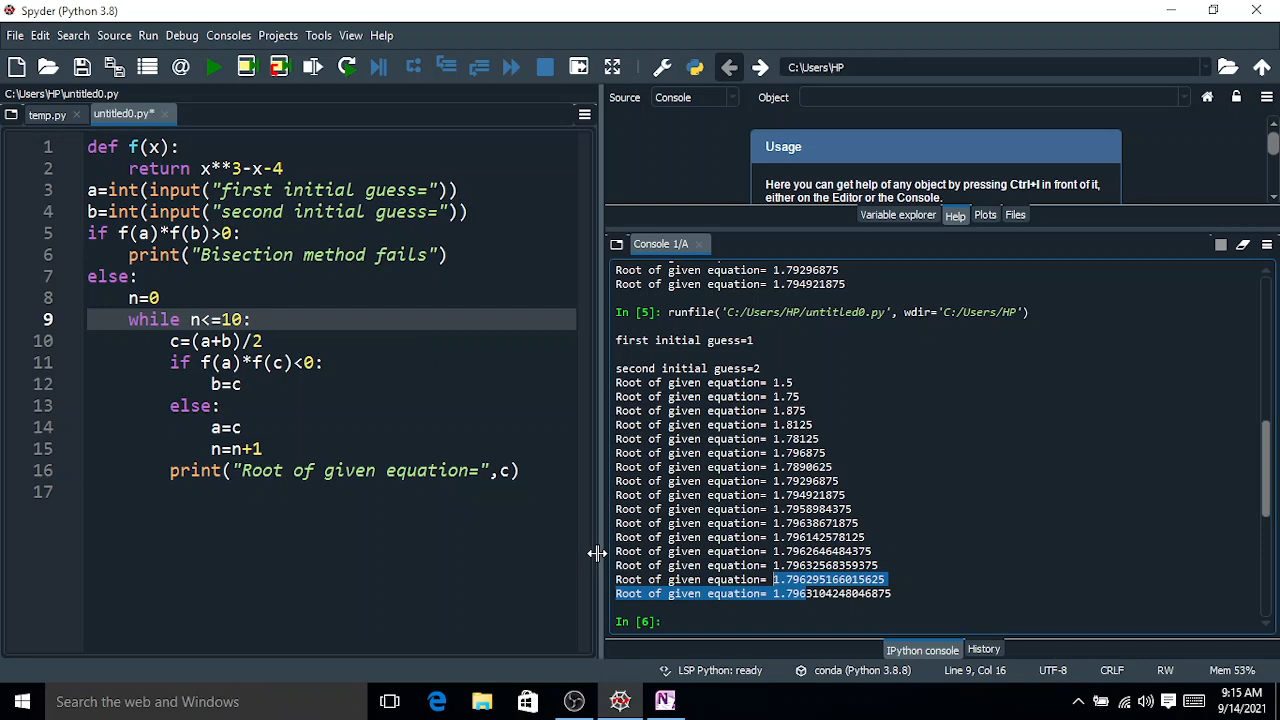 Spyder (Python 3.8)
File Edit Search Source Run Debug Consoles Projects Tools View Help
C:\Users\HP
C:\Users\HP\untitled0.py
temp.py untitled0.py*
1 def f(x):
2 return x**3-x-4
3 a=int(input("first initial guess="))
4 b=int(input("second initial guess="))
5 if f(a)*f(b)>0:
6 print("Bisection method fails")
7 else:
8 n=0
9 while n<=10:
10 c=(a+b)/2
11 if f(a)*f(c)<0:
12 b=c
13 else:
14 a=c
15 n=n+1
16 print("Root of given equation=",c)
17
Source Console Object
Usage
Here you can get help of any object by pressing Ctrl+I in front of it,
either on the Editor or the Console.
Variable explorer Help Plots Files
Console 1/A
Root of given equation= 1.79296875
Root of given equation= 1.794921875
In [5]: runfile('C:/Users/HP/untitled0.py', wdir='C:/Users/HP')
first initial guess=1
second initial guess=2
Root of given equation= 1.5
Root of given equation= 1.75
Root of given equation= 1.875
Root of given equation= 1.8125
Root of given equation= 1.78125
Root of given equation= 1.796875
Root of given equation= 1.7890625
Root of given equation= 1.79296875
Root of given equation= 1.794921875
Root of given equation= 1.7958984375
Root of given equation= 1.79638671875
Root of given equation= 1.796142578125
Root of given equation= 1.7962646484375
Root of given equation= 1.79632568359375
Root of given equation= 1.796295166015625
Root of given equation= 1.7963104248046875
In [6]:
IPython console History
LSP Python: ready conda (Python 3.8.8) Line 9, Col 16 UTF-8 CRLF RW Mem 53%
Search the web and Windows
9:15 AM
9/14/2021